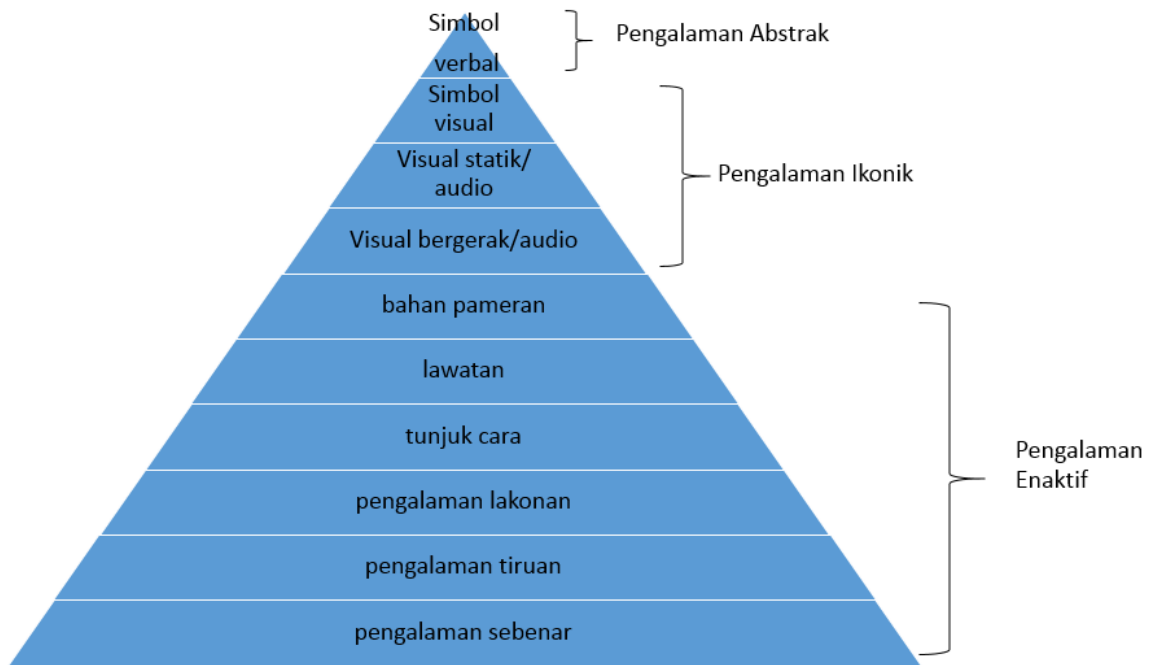 Simbol
verbal
Pengalaman Abstrak
Simbol
visual
Visual statik/
audio
Pengalaman Ikonik
Visual bergerak/audio
bahan pameran
lawatan
tunjuk cara
pengalaman lakonan
Pengalaman
Enaktif
pengalaman tiruan
pengalaman sebenar